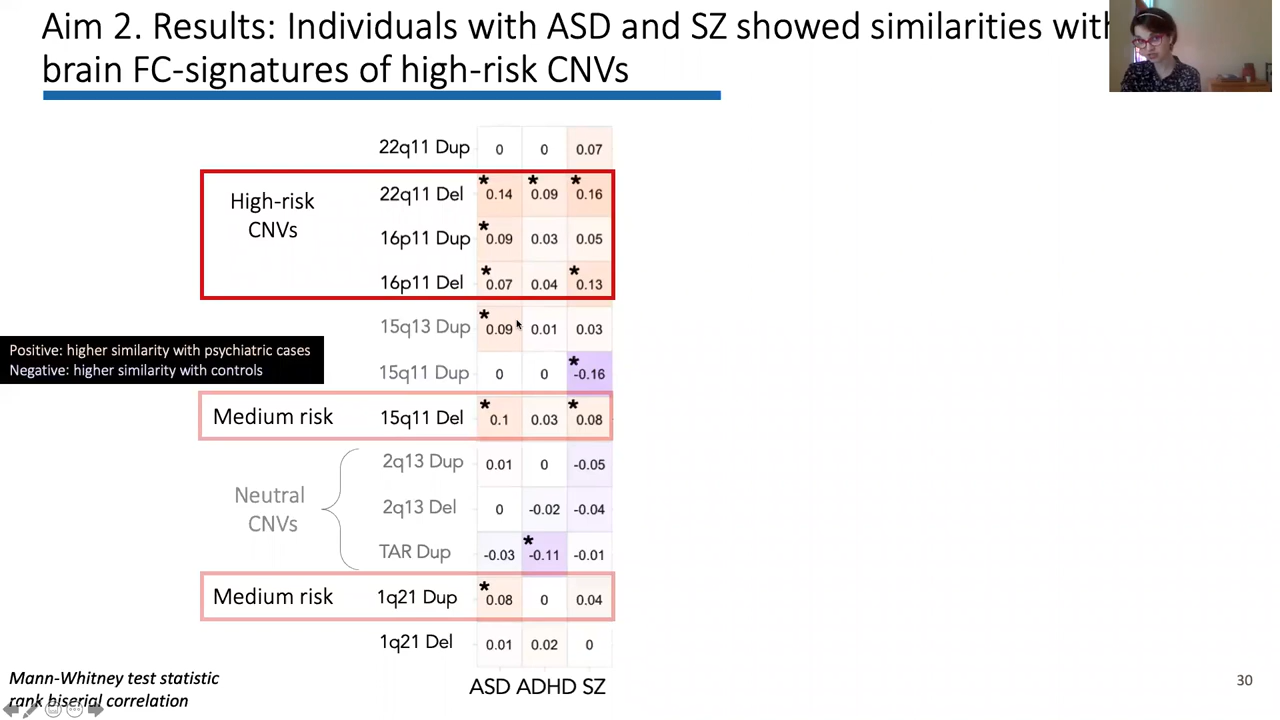 Aim 2. Results: Individuals with ASD and SZ showed similarities with
brain FC-signatures of high-risk CNVs
22q11 Dup 0 0 0.07
High-risk
CNVs
22q11 Del * 0.14 * 0.09 * 0.16
16p11 Dup * 0.09 0.03 0.05
16p11 Del * 0.07 0.04 * 0.13
15q13 Dup * 0.09 0.01 0.03
Positive: higher similarity with psychiatric cases
Negative: higher similarity with controls
15q11 Dup 0 0 * -0.16
Medium risk 15q11 Del * 0.1 0.03 * 0.08
2q13 Dup 0.01 0 -0.05
Neutral
CNVs
2q13 Del 0 -0.02 -0.04
TAR Dup -0.03 * -0.11 -0.01
Medium risk 1q21 Dup * 0.08 0 0.04
1q21 Del 0.01 0.02 0
ASD ADHD SZ
Mann-Whitney test statistic
rank biserial correlation
30